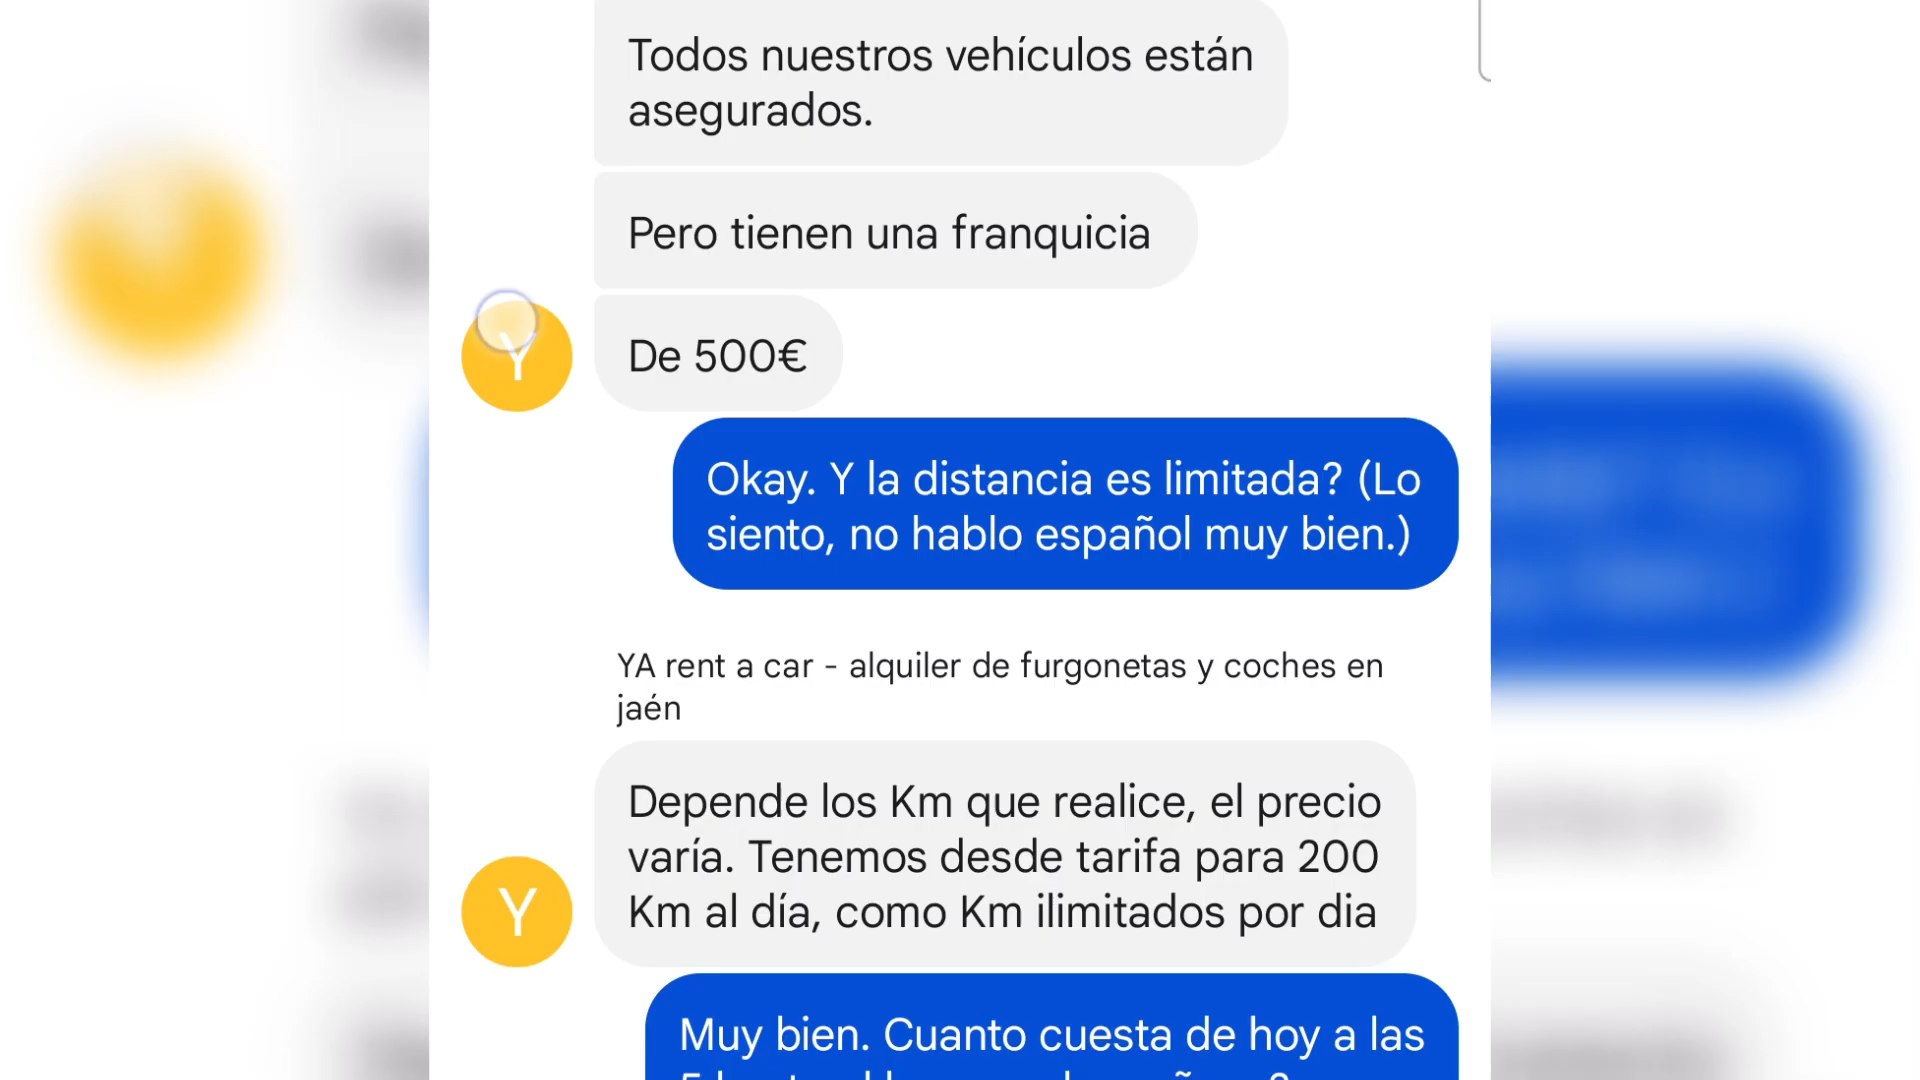 Todos nuestros vehículos están
asegurados.
Pero tienen una franquicia
Y
De 500€
Okay. Y la distancia es limitada? (Lo
siento, no hablo español muy bien.)
YA rent a car - alquiler de furgonetas y coches en
jaén
Depende los Km que realice, el precio
varía. Tenemos desde tarifa para 200
Km al día, como Km ilimitados por dia
Y
Muy bien. Cuanto cuesta de hoy a las